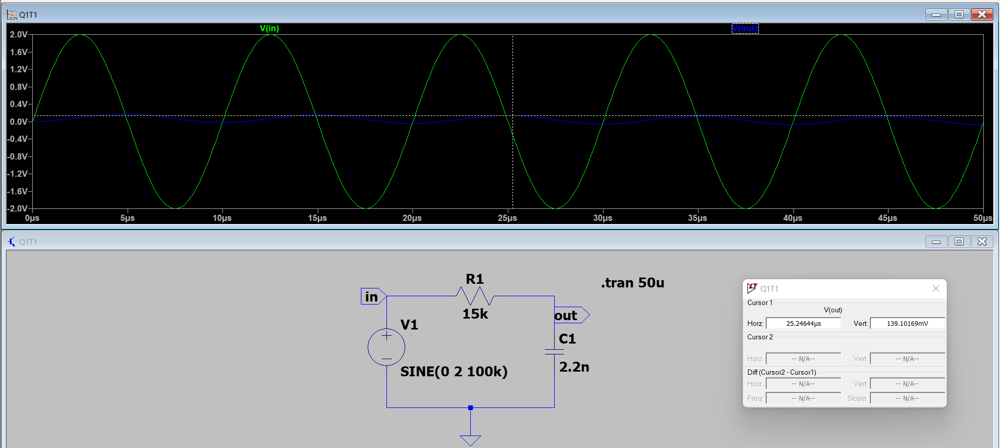 Q1T1
V(in)
V(out)
2.0V
1.6V
1.2V
0.8V
0.4V
0.0V
-0.4V
-0.8V
-1.2V
-1.6V
-2.0V
0µs 5µs 10µs 15µs 20µs 25µs 30µs 35µs 40µs 45µs 50µs
Q1T1
R1
.tran 50u
in
15k
out
V1
C1
2.2n
SINE(0 2 100k)
Q1T1
Cursor 1
V(out)
Horz: 25.24644µs Vert: 139.10169mV
Cursor 2
Horz: -- N/A-- Vert: -- N/A--
Diff (Cursor2 - Cursor1)
Horz: -- N/A-- Vert: -- N/A--
Freq: -- N/A-- Slope: -- N/A--